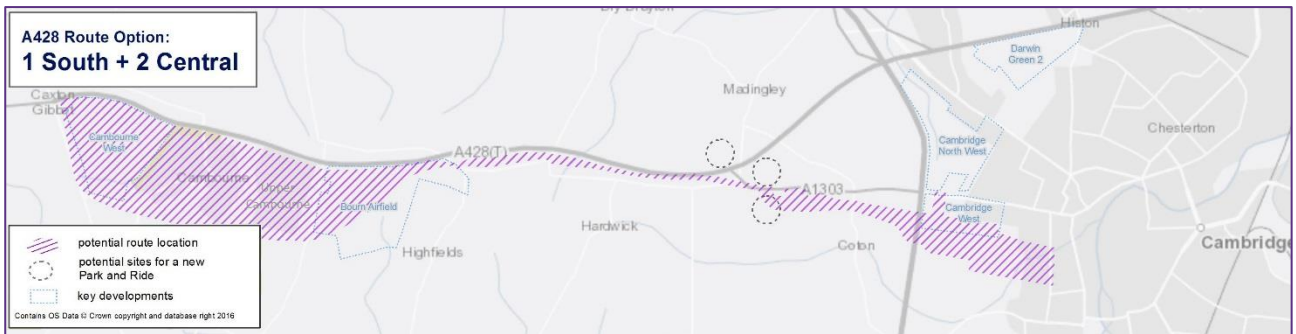 A428 Route Option:
1 South + 2 Central
Dry Drayton
Histon
Darwin
Green 2
Madingley
Caxton
Gibbet
Chesterton
Cambourne
West
Cambridge
North West
A428(T)
Cambourne
Upper
Cambourne
A1303
Bourn Airfield
Cambridge
West
Hardwick
Coton
Cambridge
Highfields
potential route location
potential sites for a new
Park and Ride
key developments
Contains OS Data © Crown copyright and database right 2016